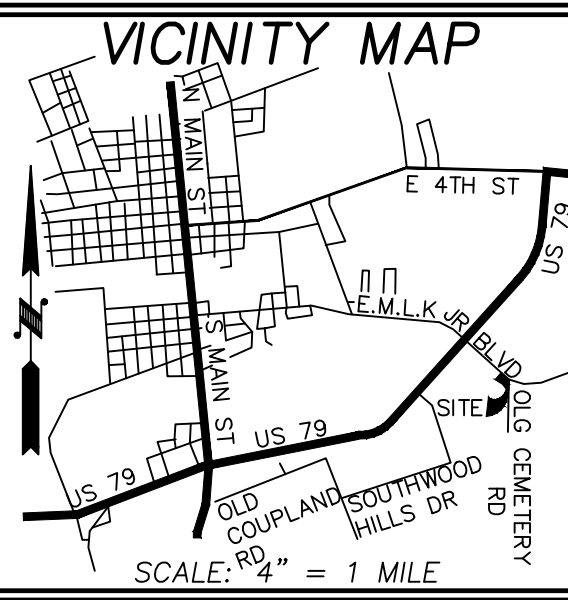 VICINITY MAP
N MAIN ST
E 4TH ST
US 79
E.M.L.K JR BLVD
S MAIN ST
SITE
OLG CEMETERY
RD
US 79
US 79
OLD
COUPLAND
RD
SOUTHWOOD
HILLS DR
N
SCALE: 4" = 1 MILE